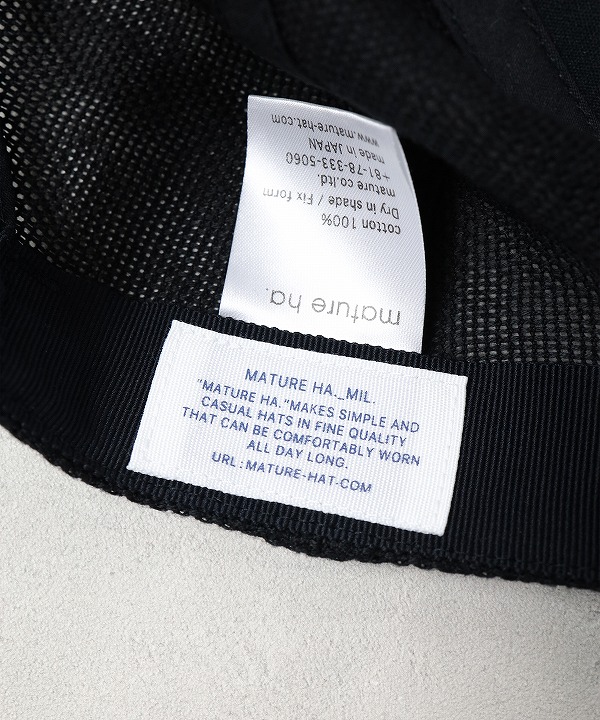 mature ha.
cotton 100%
Dry in shade / Fix form
mature co.ltd.
+81-78-333-5060
made in JAPAN
www.mature-hat.com
MATURE HA._MIL.
"MATURE HA."MAKES SIMPLE AND
CASUAL HATS IN FINE QUALITY
THAT CAN BE COMFORTABLY WORN
ALL DAY LONG.
URL:MATURE-HAT.COM